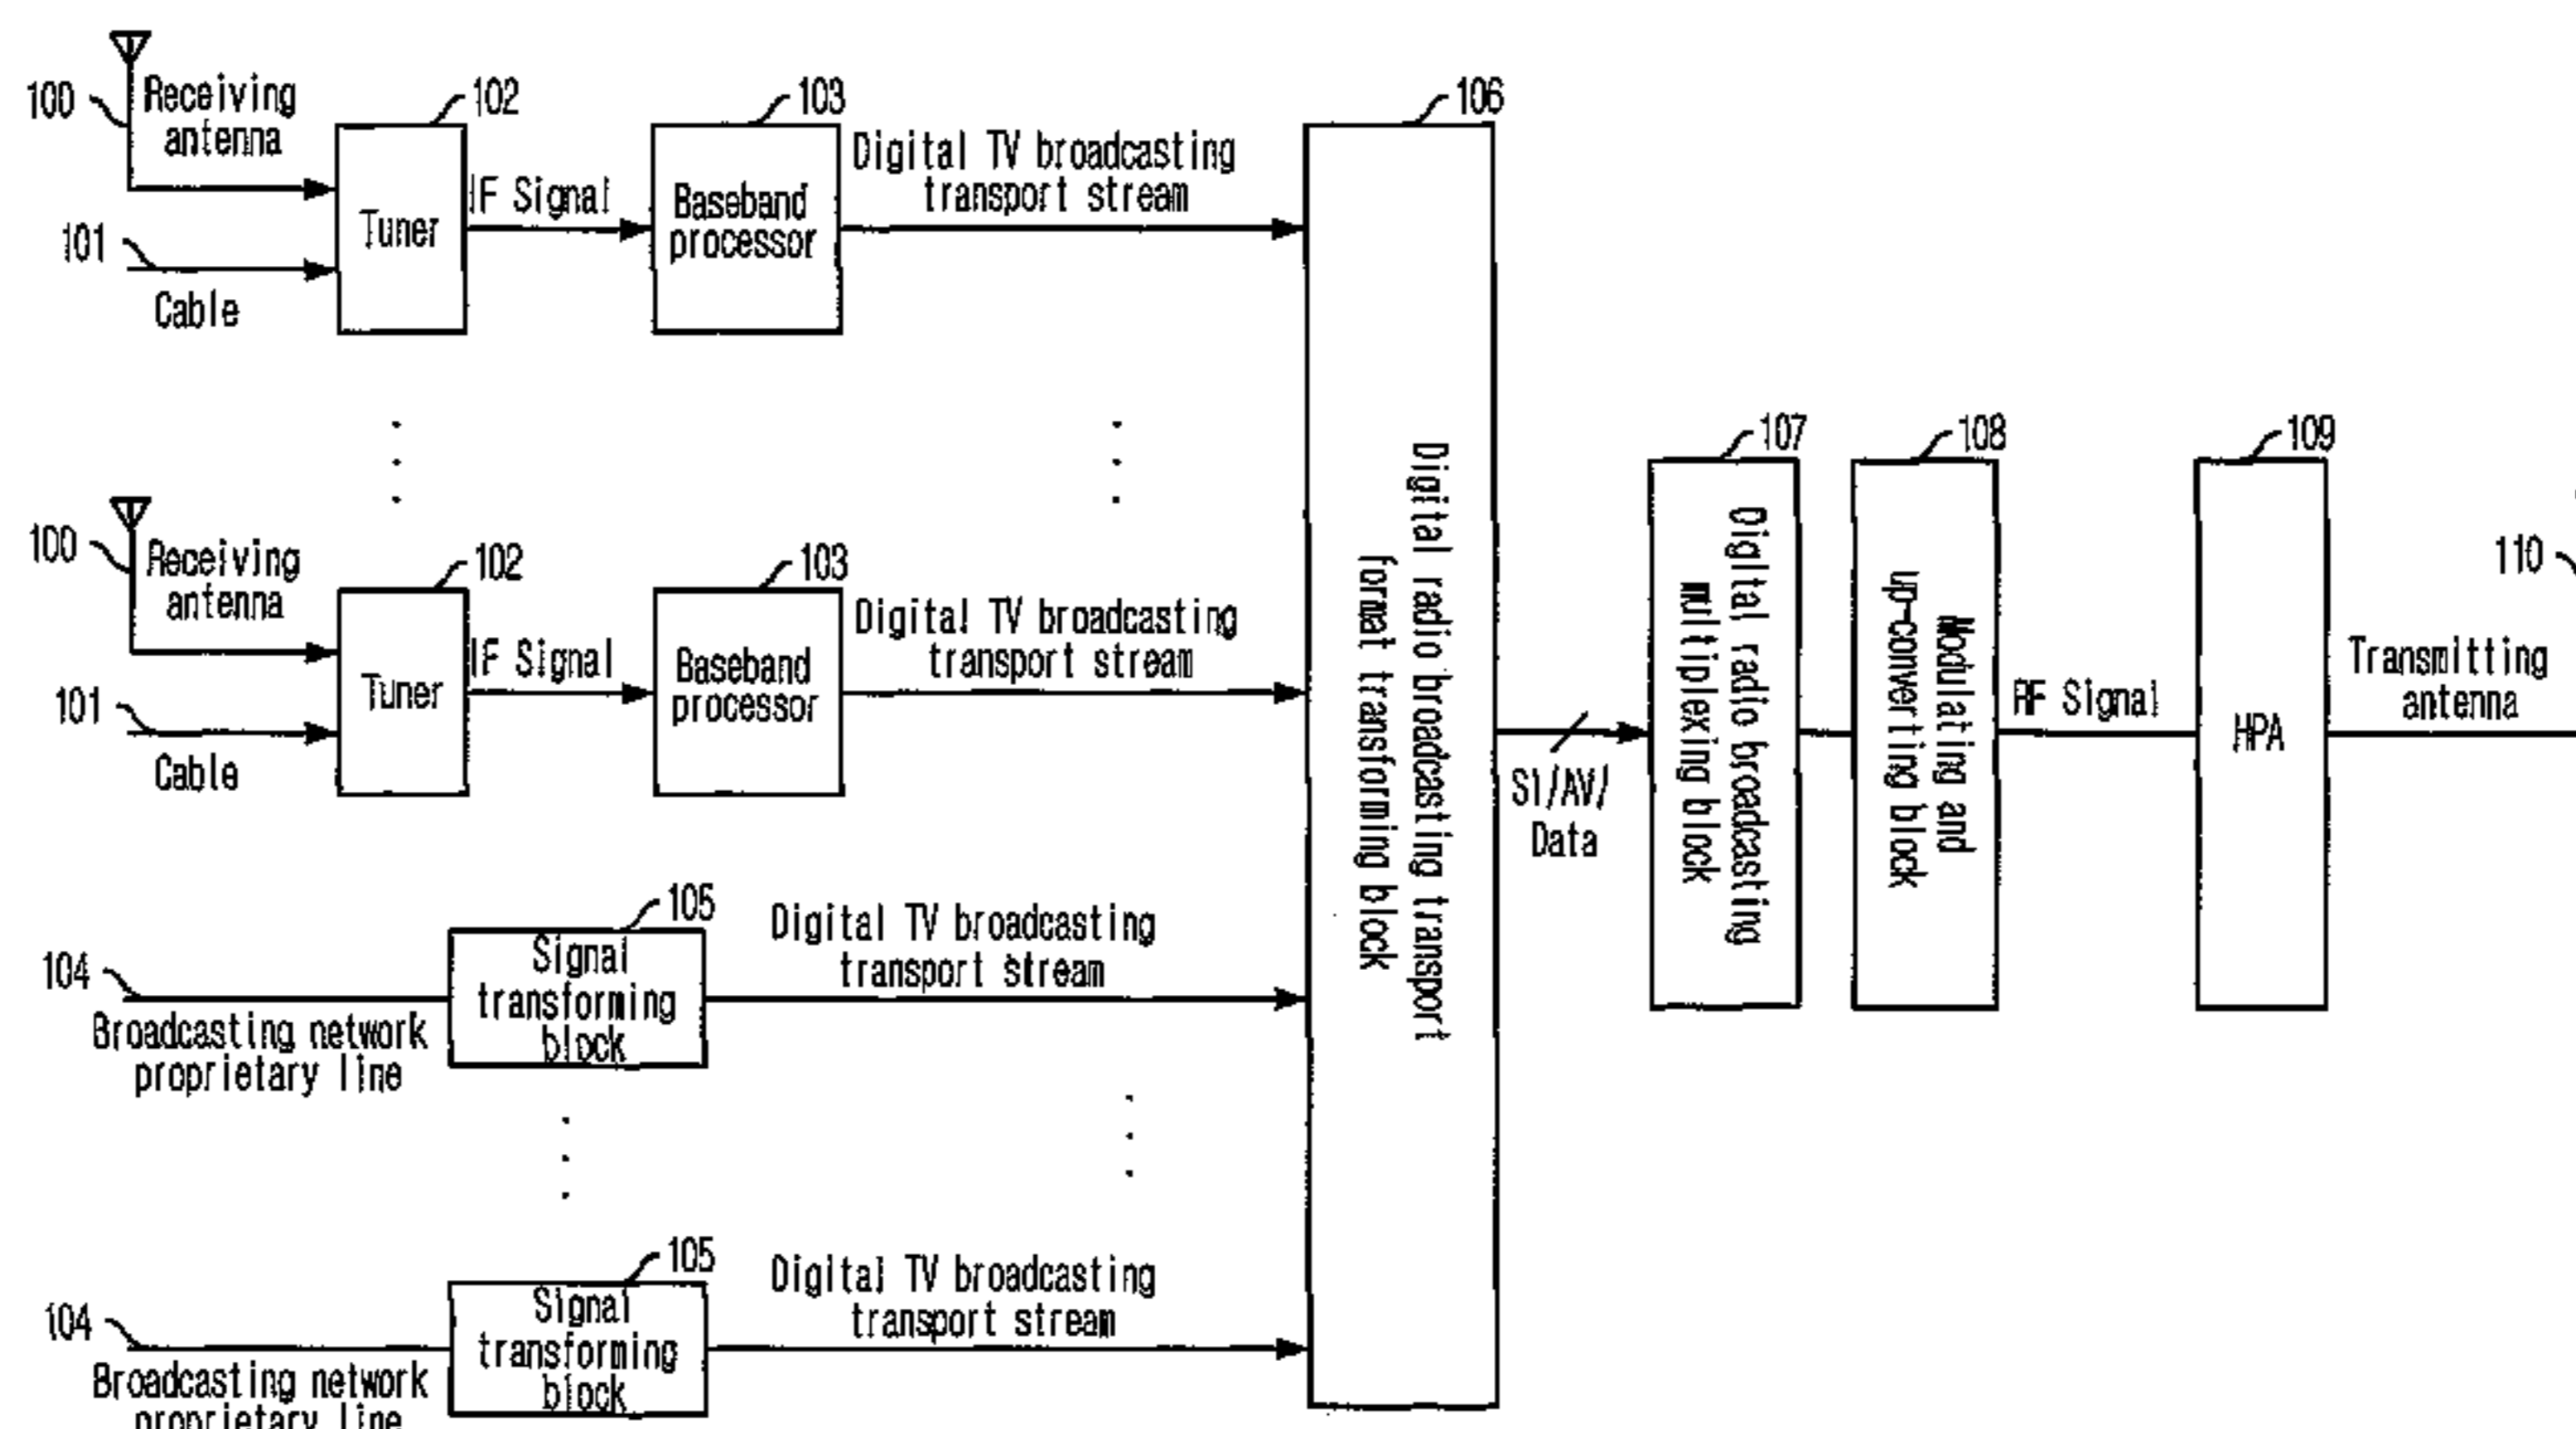 100
Receiving
antenna
102
103
106
Digital TV broadcasting
transport stream
IF Signal
Tuner
Baseband
processor
101
Cable
100
Receiving
antenna
102
103
Digital TV broadcasting
transport stream
IF Signal
Tuner
Baseband
processor
101
Cable
Digital radio broadcasting transport
format transforming block
SI/AV/
Data
107
Digital radio broadcasting
multiplexing block
108
Modulating and
up-converting block
RF Signal
109
HPA
110
Transmitting
antenna
105
104
Signal
transforming
block
Digital TV broadcasting
transport stream
Broadcasting network
proprietary line
105
104
Signal
transforming
block
Digital TV broadcasting
transport stream
Broadcasting network
proprietary line